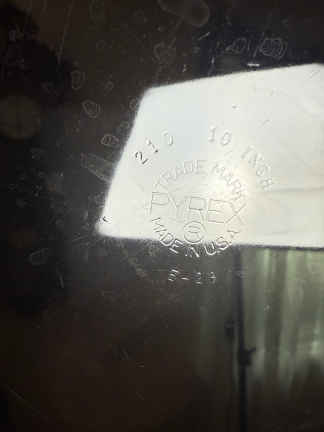 210 10 INCH
TRADE MARK
PYREX
®
MADE IN U.S.A.